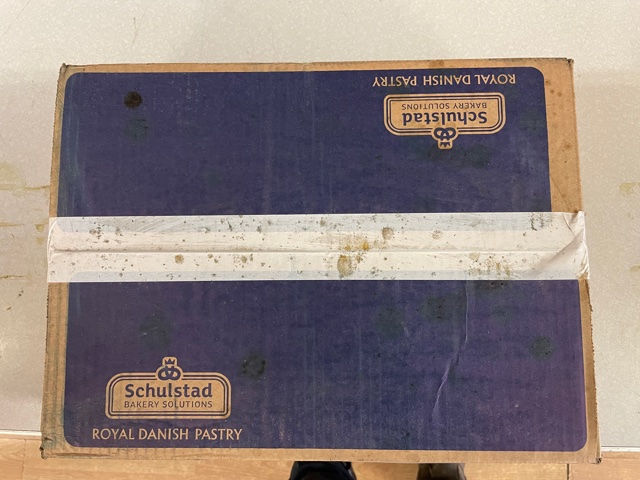 ROYAL DANISH PASTRY
Schulstad
BAKERY SOLUTIONS
Schulstad
BAKERY SOLUTIONS
ROYAL DANISH PASTRY